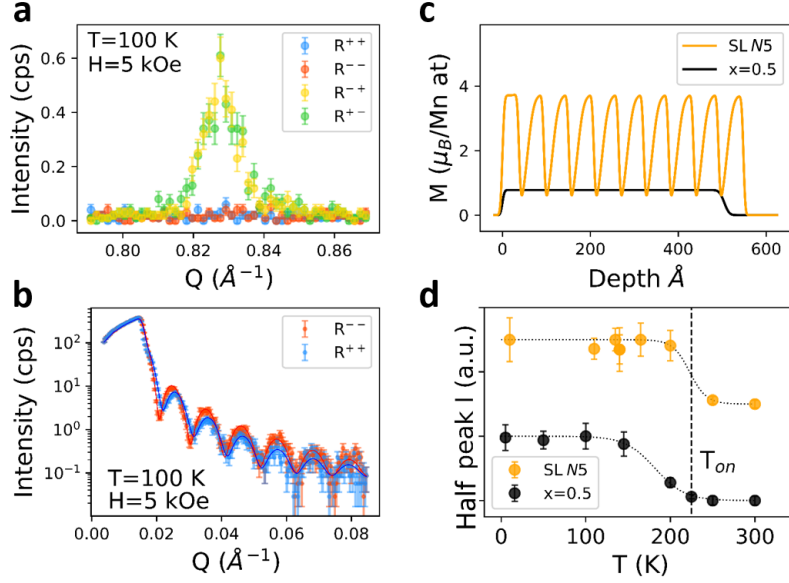 a
T=100 K
H=5 kOe
R⁺⁺
R⁻⁻
R⁻⁺
R⁺⁻
Intensity (cps)
0.6
0.4
0.2
0.0
0.80
0.82
0.84
0.86
Q (Å⁻¹)
b
R⁻⁻
R⁺⁺
T=100 K
H=5 kOe
Intensity (cps)
10²
10¹
10⁰
10⁻¹
0.00
0.02
0.04
0.06
0.08
Q (Å⁻¹)
c
SL N5
x=0.5
M (μ_B/Mn at)
4
2
0
0
200
400
600
Depth Å
d
Half peak I (a.u.)
SL N5
x=0.5
T_on
0
100
200
300
T (K)